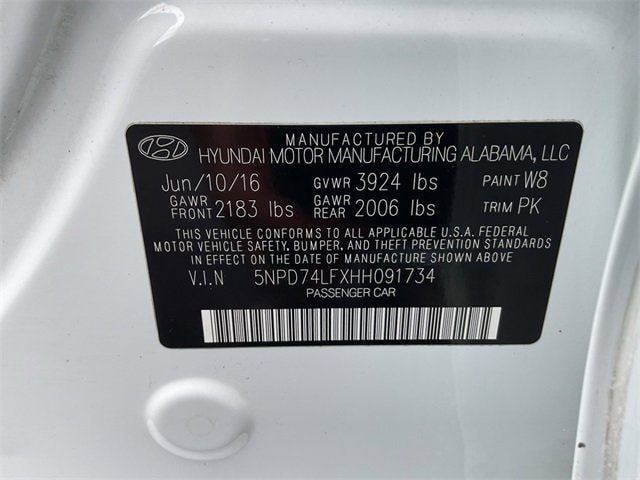 MANUFACTURED BY
HYUNDAI MOTOR MANUFACTURING ALABAMA, LLC
Jun/10/16 GVWR 3924 lbs PAINT W8
GAWR FRONT 2183 lbs GAWR REAR 2006 lbs TRIM PK
THIS VEHICLE CONFORMS TO ALL APPLICABLE U.S.A. FEDERAL
MOTOR VEHICLE SAFETY, BUMPER, AND THEFT PREVENTION STANDARDS
IN EFFECT ON THE DATE OF MANUFACTURE SHOWN ABOVE
V.I.N 5NPD74LFXHH091734
PASSENGER CAR